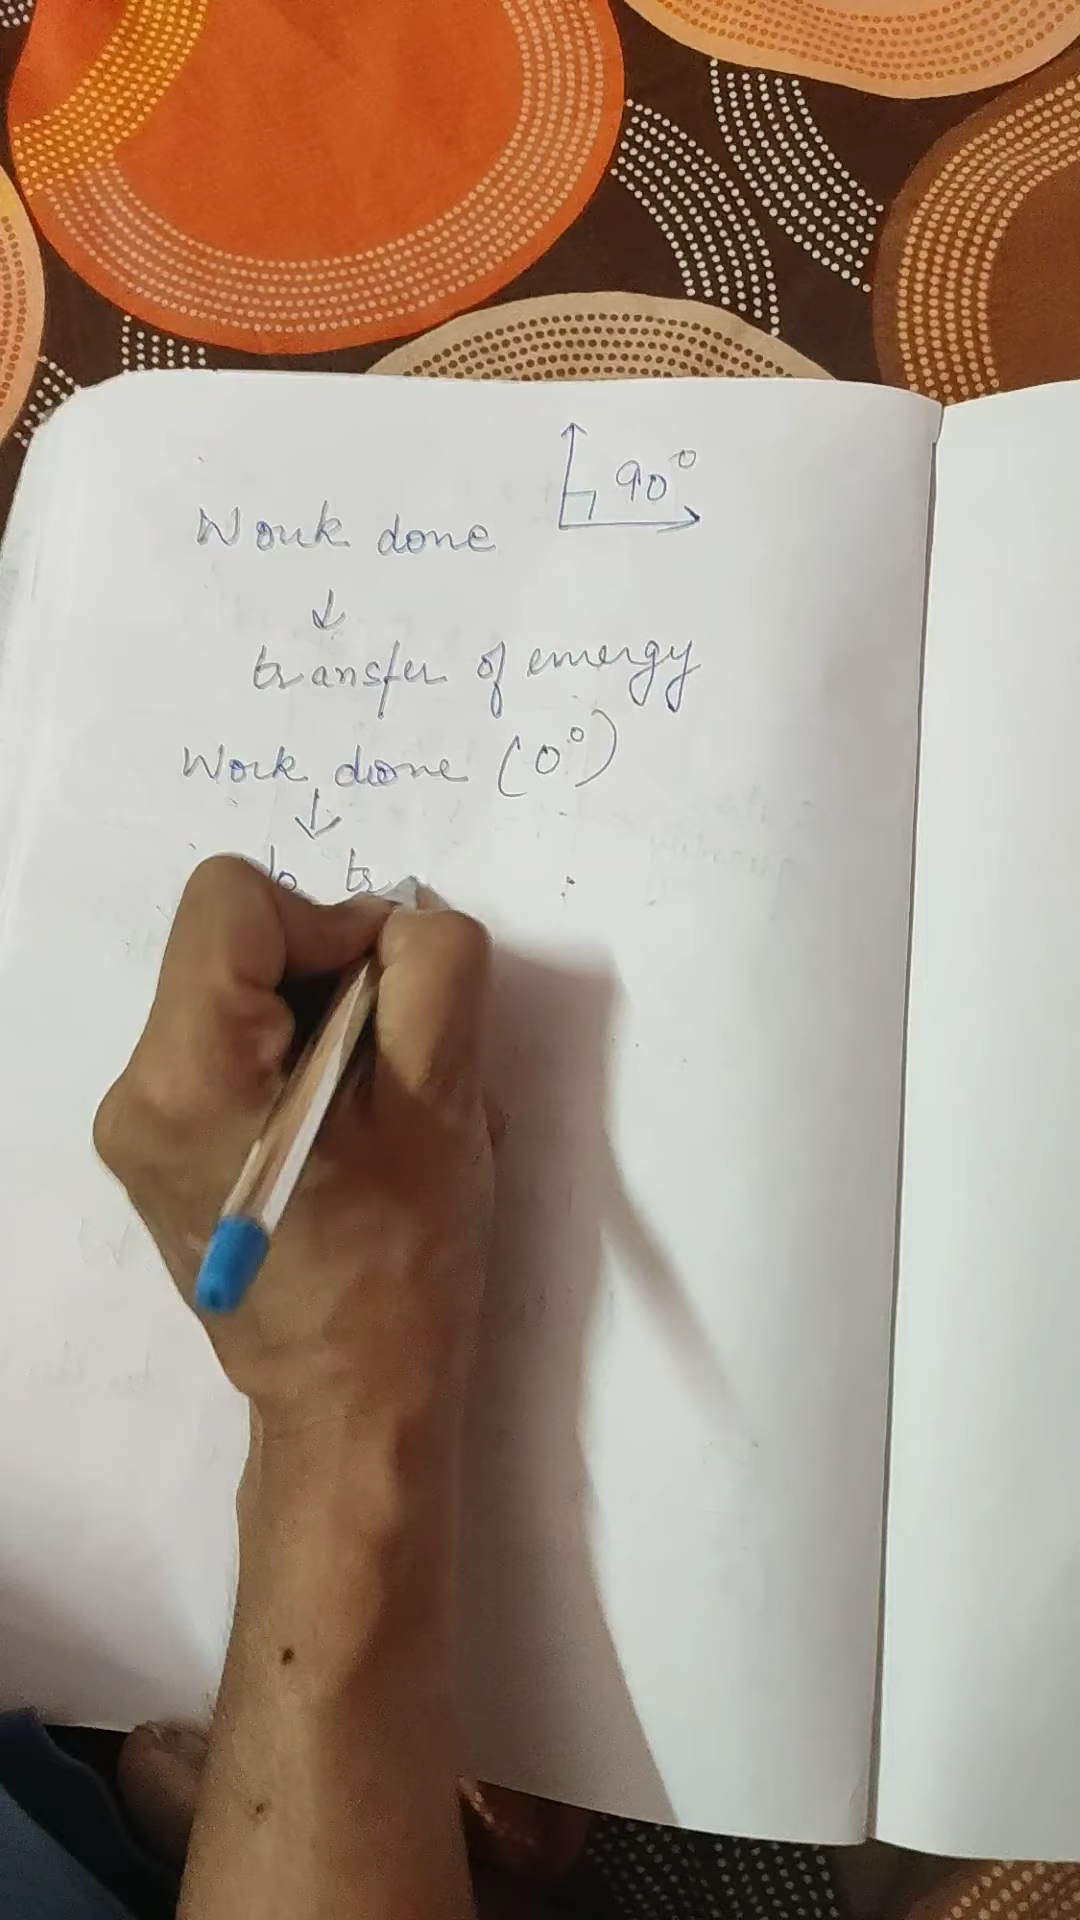 90°
Work done
↓
transfer of energy
Work done (0°)
↓